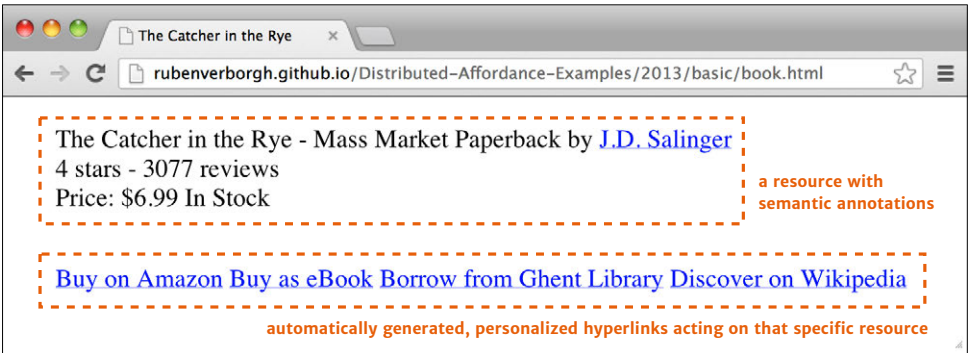 The Catcher in the Rye
rubenverborgh.github.io/Distributed-Affordance-Examples/2013/basic/book.html
The Catcher in the Rye - Mass Market Paperback by J.D. Salinger
4 stars - 3077 reviews
Price: $6.99 In Stock
a resource with
semantic annotations
Buy on Amazon Buy as eBook Borrow from Ghent Library Discover on Wikipedia
automatically generated, personalized hyperlinks acting on that specific resource